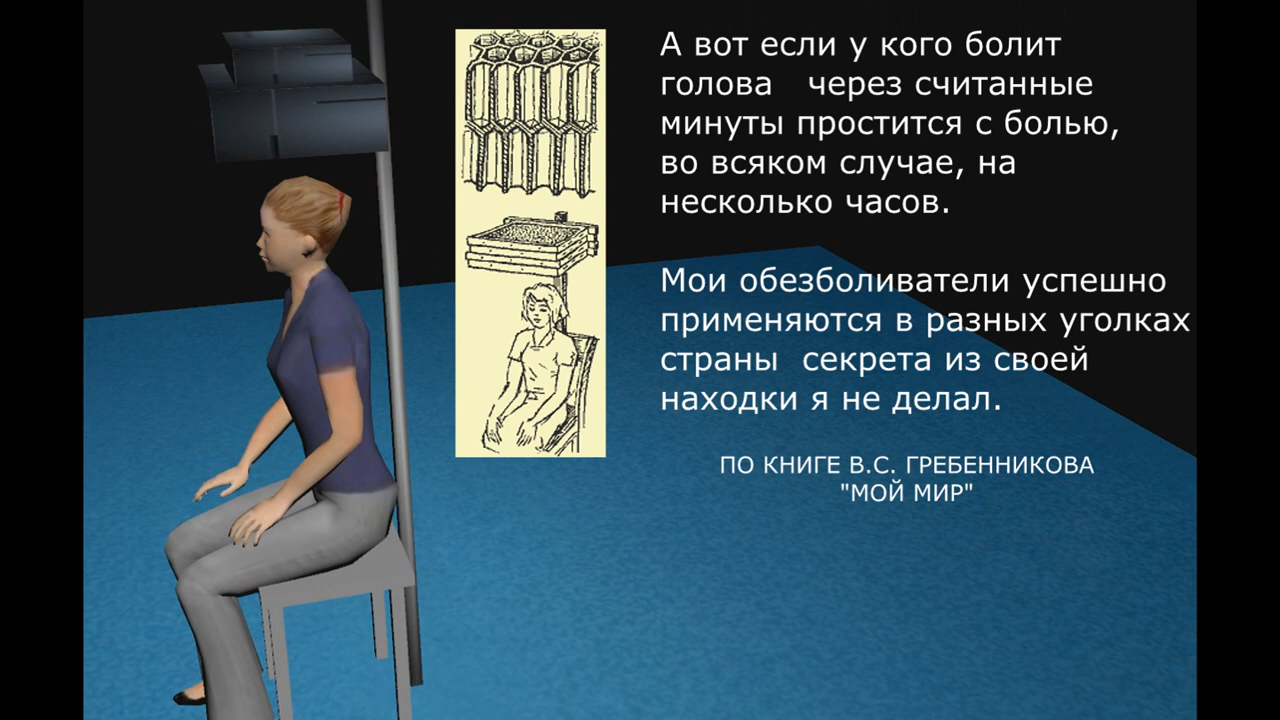 А вот если у кого болит
голова через считанные
минуты простится с болью,
во всяком случае, на
несколько часов.
Мои обезболиватели успешно
применяются в разных уголках
страны секрета из своей
находки я не делал.
ПО КНИГЕ В.С. ГРЕБЕННИКОВА
"МОЙ МИР"